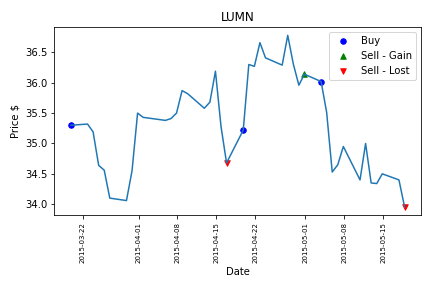 LUMN
Buy
Sell - Gain
Sell - Lost
Price $
36.5
36.0
35.5
35.0
34.5
34.0
2015-03-22
2015-04-01
2015-04-08
2015-04-15
2015-04-22
2015-05-01
2015-05-08
2015-05-15
Date